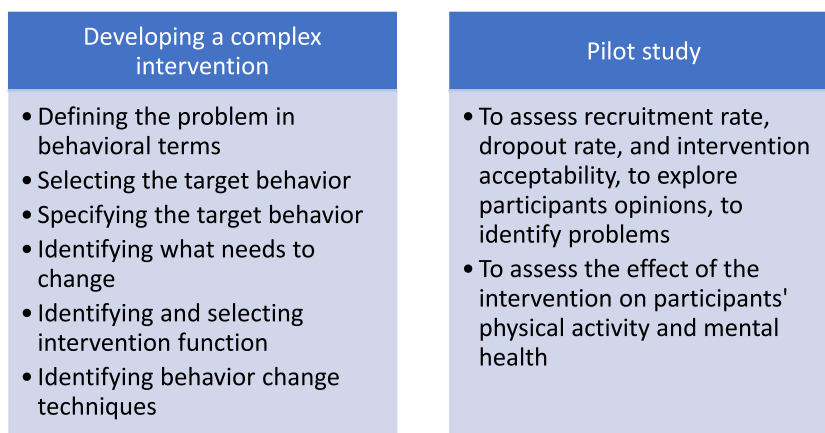 Developing a complex
intervention
• Defining the problem in
behavioral terms
• Selecting the target behavior
• Specifying the target behavior
• Identifying what needs to
change
• Identifying and selecting
intervention function
• Identifying behavior change
techniques
Pilot study
• To assess recruitment rate,
dropout rate, and intervention
acceptability, to explore
participants opinions, to
identify problems
• To assess the effect of the
intervention on participants'
physical activity and mental
health